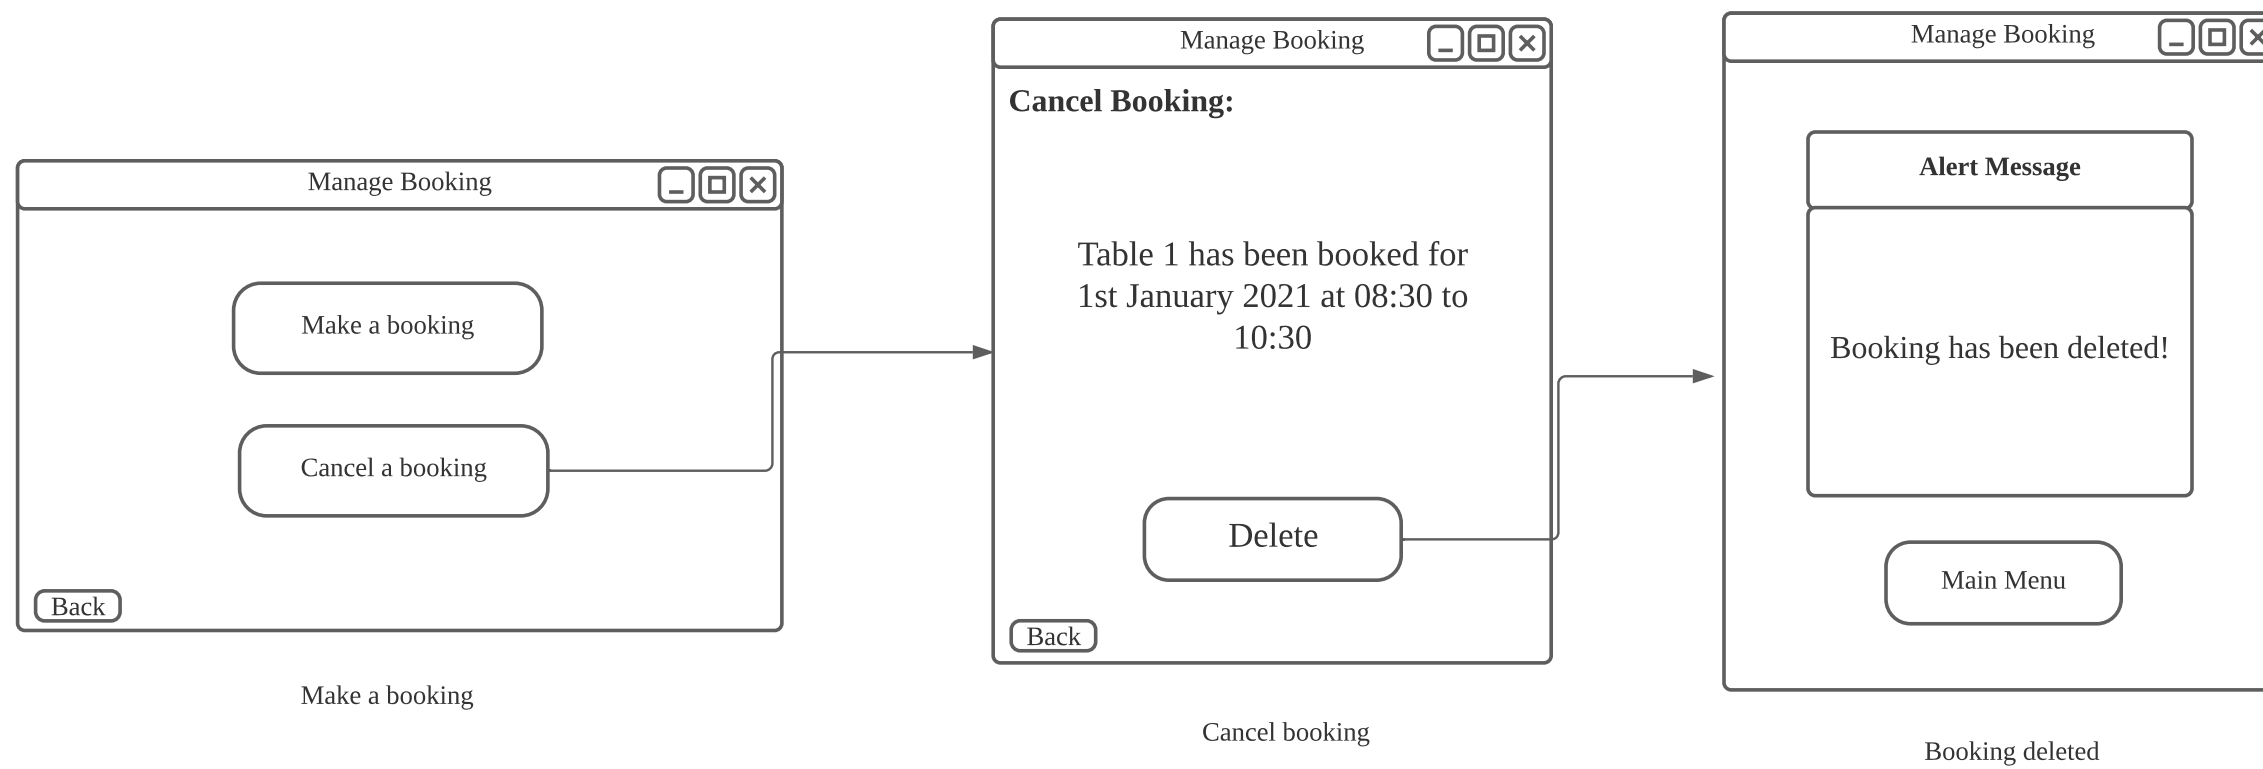 Manage Booking
Make a booking
Cancel a booking
Back
Make a booking
Manage Booking
Cancel Booking:
Table 1 has been booked for
1st January 2021 at 08:30 to
10:30
Delete
Back
Cancel booking
Manage Booking
Alert Message
Booking has been deleted!
Main Menu
Booking deleted